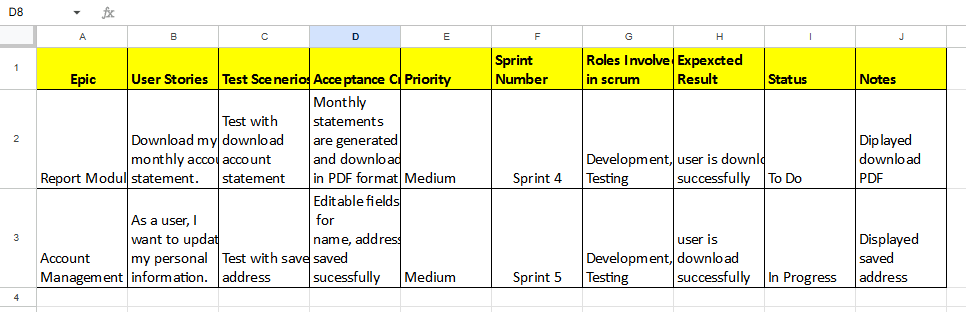 D8
fx
A B C D E F G H I J
1
Epic
User Stories
Test Scenerios
Acceptance Cr
Priority
Sprint
Number
Roles Involve
in scrum
Expexcted
Result
Status
Notes
2
Report Modul
Download my
monthly accou
statement.
Test with
download
account
statement
Monthly
statements
are generated
and download
in PDF format
Medium
Sprint 4
Development,
Testing
user is downlo
successfully
To Do
Diplayed
download
PDF
3
Account
Management
As a user, I
want to updat
my personal
information.
Test with save
address
Editable fields
for
name, address
saved
sucessfully
Medium
Sprint 5
Development,
Testing
user is
download
successfully
In Progress
Displayed
saved
address
4